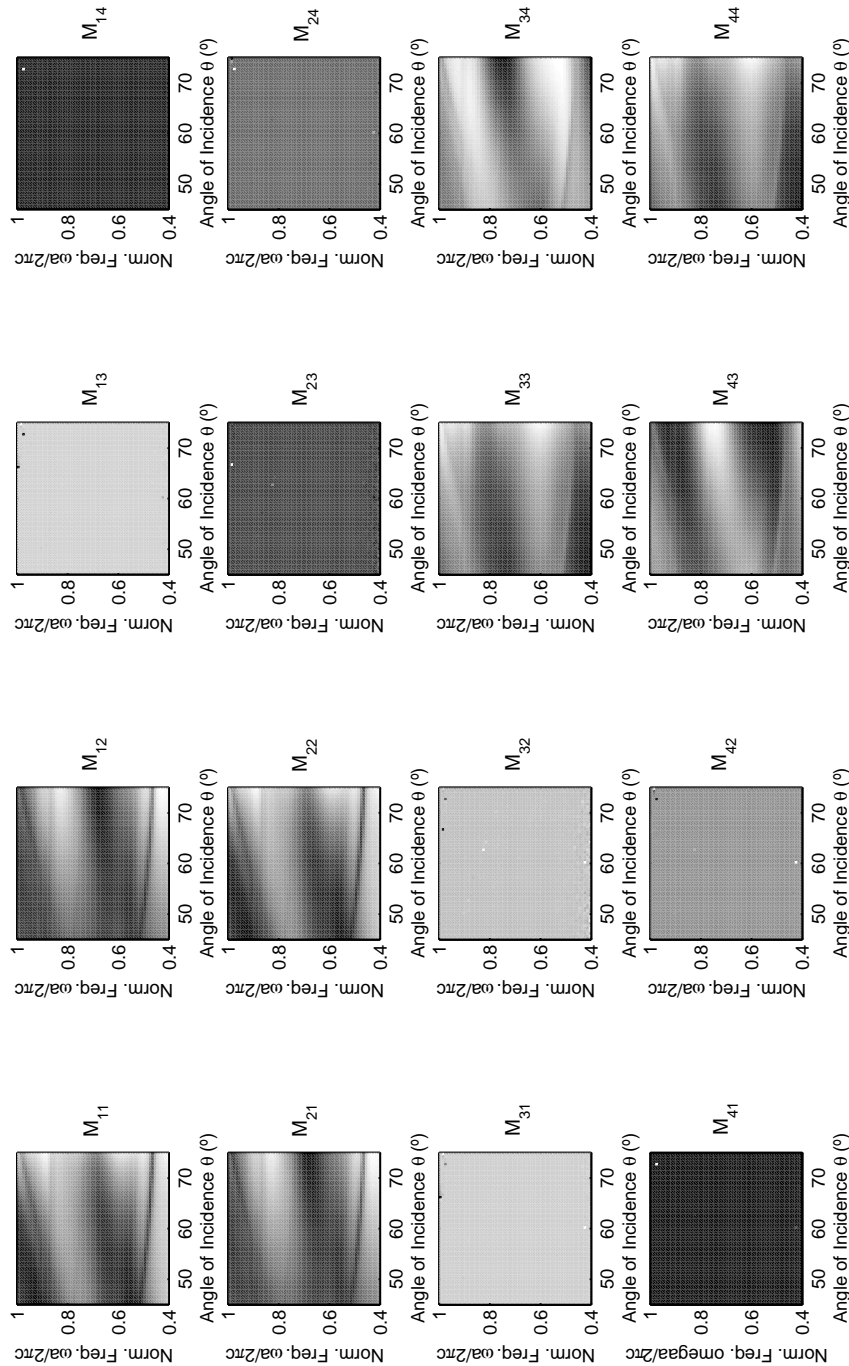 M11
Norm. Freq. ωa/2πc
1
0.8
0.6
0.4
50 60 70
Angle of Incidence θ (º)
M12
Norm. Freq. ωa/2πc
1
0.8
0.6
0.4
50 60 70
Angle of Incidence θ (º)
M13
Norm. Freq. ωa/2πc
1
0.8
0.6
0.4
50 60 70
Angle of Incidence θ (º)
M14
Norm. Freq. ωa/2πc
1
0.8
0.6
0.4
50 60 70
Angle of Incidence θ (º)
M21
Norm. Freq. ωa/2πc
1
0.8
0.6
0.4
50 60 70
Angle of Incidence θ (º)
M22
Norm. Freq. ωa/2πc
1
0.8
0.6
0.4
50 60 70
Angle of Incidence θ (º)
M23
Norm. Freq. ωa/2πc
1
0.8
0.6
0.4
50 60 70
Angle of Incidence θ (º)
M24
Norm. Freq. ωa/2πc
1
0.8
0.6
0.4
50 60 70
Angle of Incidence θ (º)
M31
Norm. Freq. ωa/2πc
1
0.8
0.6
0.4
50 60 70
Angle of Incidence θ (º)
M32
Norm. Freq. ωa/2πc
1
0.8
0.6
0.4
50 60 70
Angle of Incidence θ (º)
M33
Norm. Freq. ωa/2πc
1
0.8
0.6
0.4
50 60 70
Angle of Incidence θ (º)
M34
Norm. Freq. ωa/2πc
1
0.8
0.6
0.4
50 60 70
Angle of Incidence θ (º)
M41
Norm. Freq. omegaa/2πc
1
0.8
0.6
0.4
50 60 70
Angle of Incidence θ (º)
M42
Norm. Freq. ωa/2πc
1
0.8
0.6
0.4
50 60 70
Angle of Incidence θ (º)
M43
Norm. Freq. ωa/2πc
1
0.8
0.6
0.4
50 60 70
Angle of Incidence θ (º)
M44
Norm. Freq. ωa/2πc
1
0.8
0.6
0.4
50 60 70
Angle of Incidence θ (º)